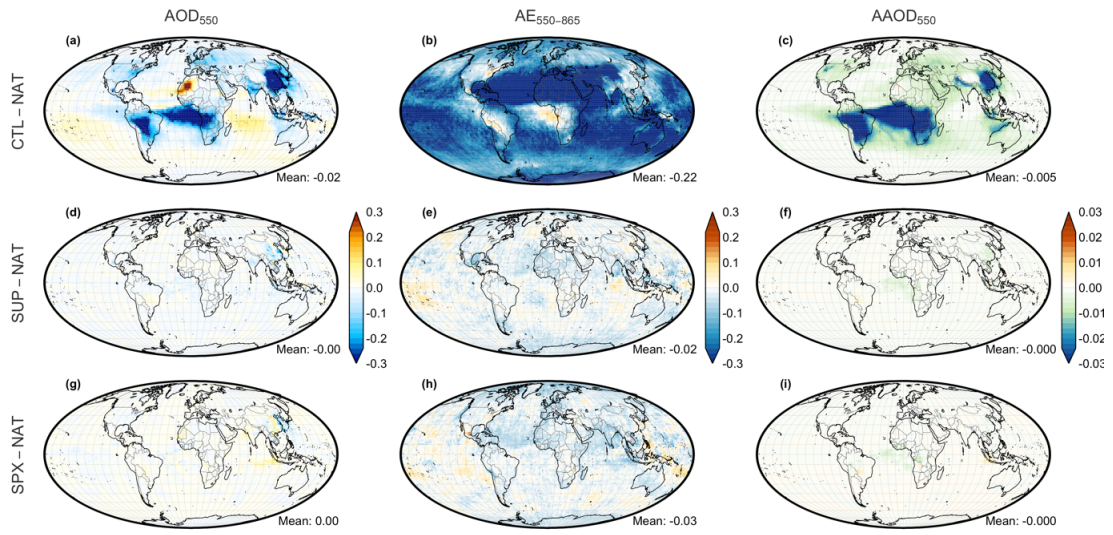 AOD550
AE550–865
AAOD550
CTL – NAT
(a)
Mean: -0.02
(b)
Mean: -0.22
(c)
Mean: -0.005
SUP – NAT
(d)
Mean: -0.00
0.3
0.2
0.1
0.0
-0.1
-0.2
-0.3
(e)
Mean: -0.02
0.3
0.2
0.1
0.0
-0.1
-0.2
-0.3
(f)
Mean: -0.000
0.03
0.02
0.01
0.00
-0.01
-0.02
-0.03
SPX – NAT
(g)
Mean: 0.00
(h)
Mean: -0.03
(i)
Mean: -0.000